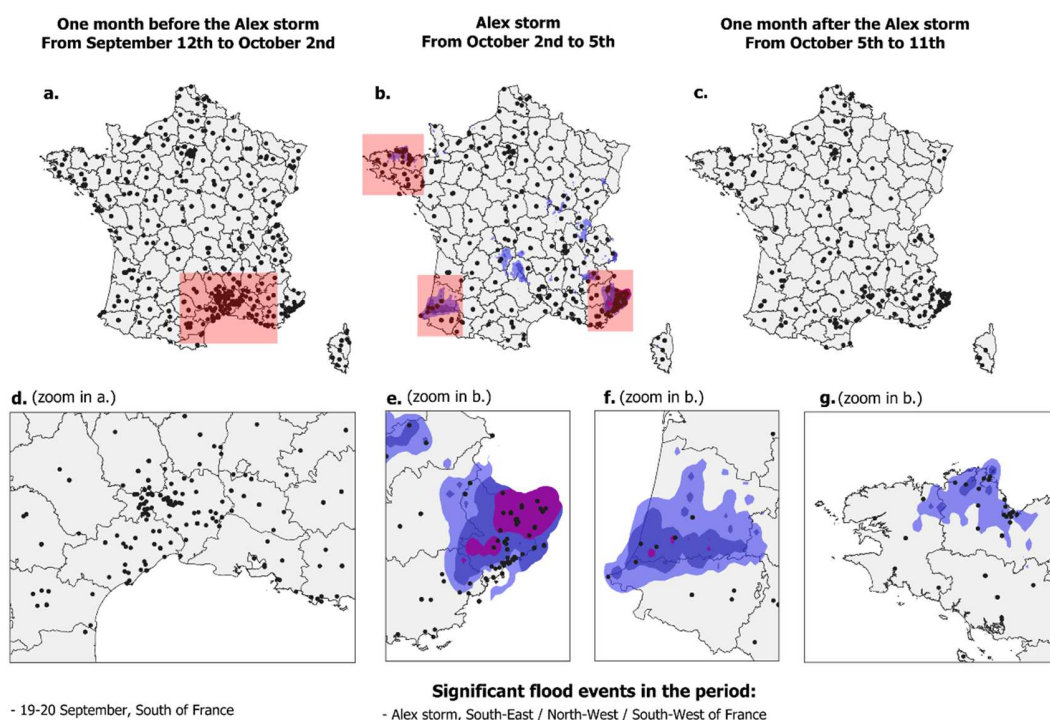 One month before the Alex storm
From September 12th to October 2nd
Alex storm
From October 2nd to 5th
One month after the Alex storm
From October 5th to 11th
a.
b.
c.
d. (zoom in a.)
e. (zoom in b.)
f. (zoom in b.)
g. (zoom in b.)
Significant flood events in the period:
- 19-20 September, South of France
- Alex storm, South-East / North-West / South-West of France